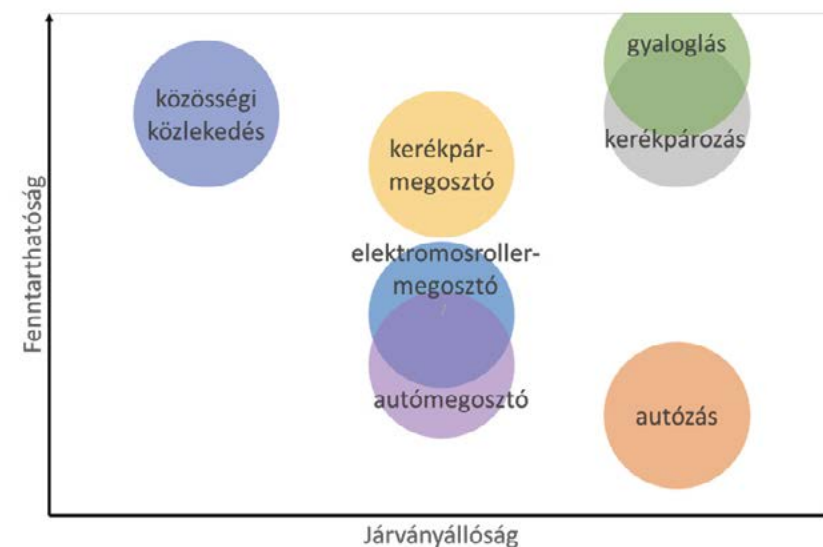 gyaloglás
közösségi
közlekedés
kerékpár-
megosztó
kerékpározás
elektromosroller-
megosztó
autómegosztó
autózás
Fenntarthatóság
Járványállóság